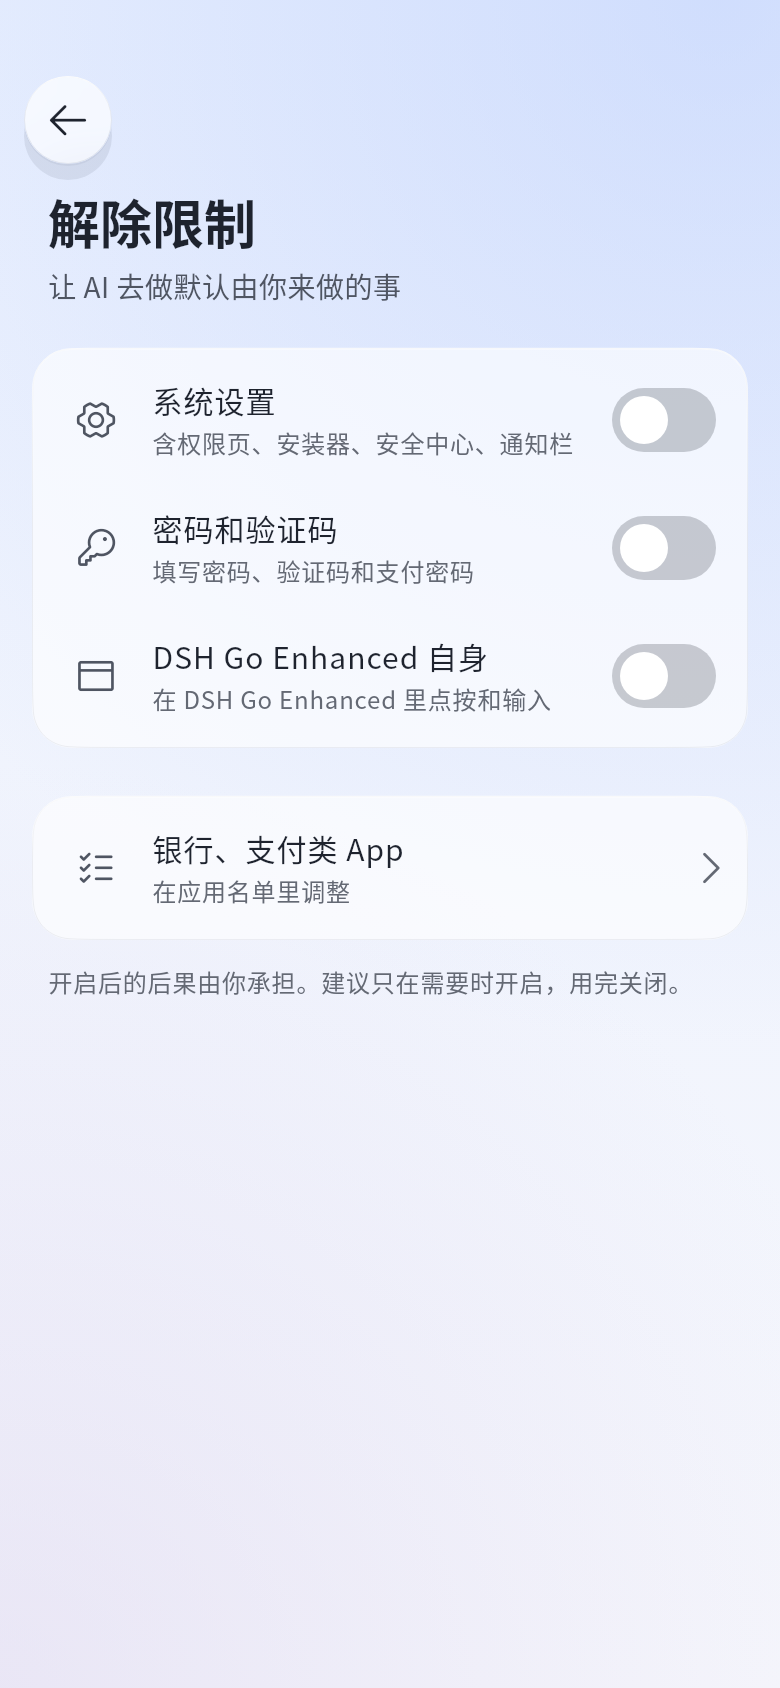 解除限制
让 AI 去做默认由你来做的事
系统设置
含权限页、安装器、安全中心、通知栏
密码和验证码
填写密码、验证码和支付密码
DSH Go Enhanced 自身
在 DSH Go Enhanced 里点按和输入
银行、支付类 App
在应用名单里调整
开启后的后果由你承担。建议只在需要时开启，用完关闭。